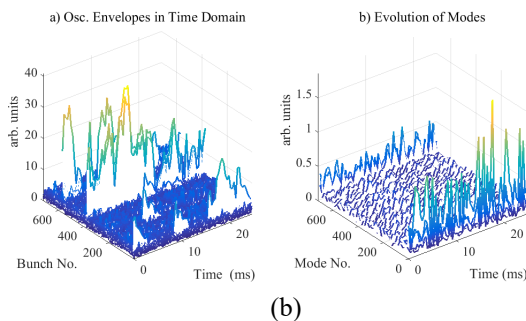 a) Osc. Envelopes in Time Domain
40
30
20
10
0
arb. units
600
400
200
0
Bunch No.
0
10
20
Time (ms)
b) Evolution of Modes
1.5
1
0.5
0
arb. units
600
400
200
0
Mode No.
0
10
20
Time (ms)
(b)